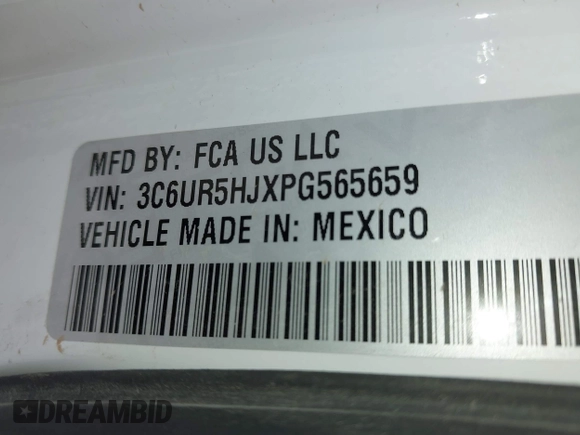 MFD BY: FCA US LLC
VIN: 3C6UR5HJXPG565659
VEHICLE MADE IN: MEXICO
DREAMBID